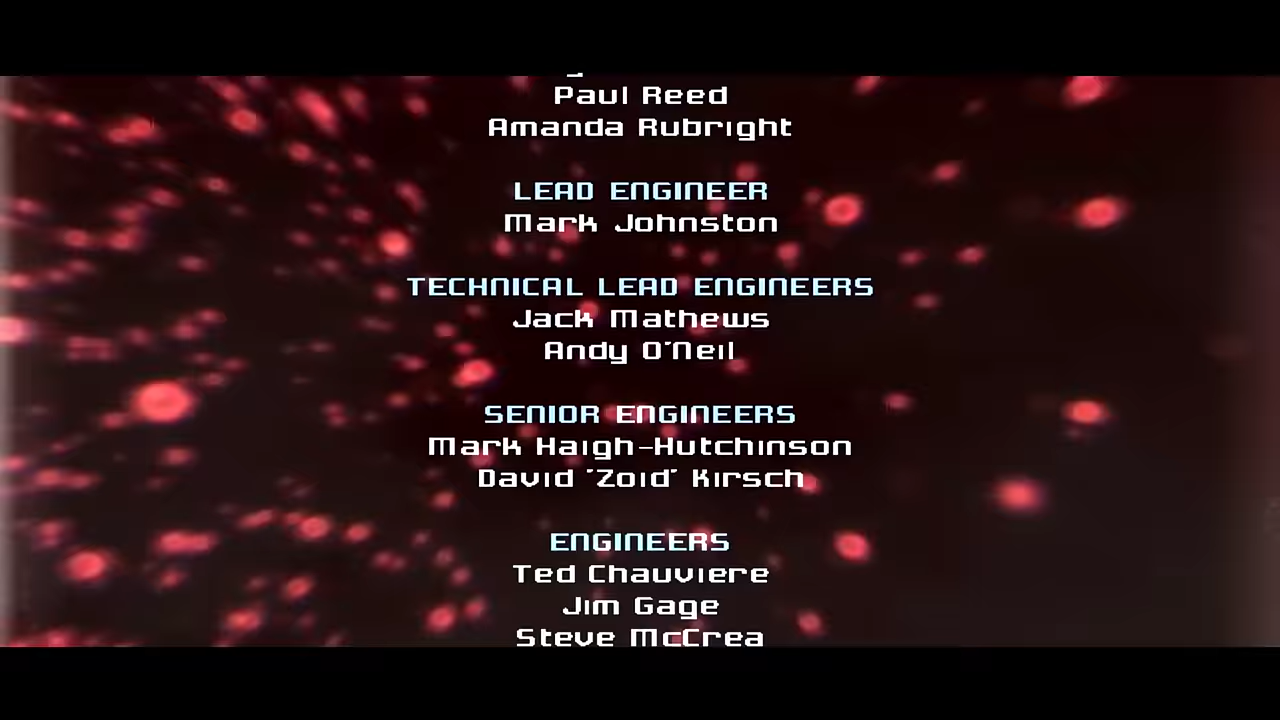 Paul Reed
Amanda Rubright
LEAD ENGINEER
Mark Johnston
TECHNICAL LEAD ENGINEERS
Jack Mathews
Andy O'Neil
SENIOR ENGINEERS
Mark Haigh-Hutchinson
David 'Zoid' Kirsch
ENGINEERS
Ted Chauviere
Jim Gage
Steve McCrea